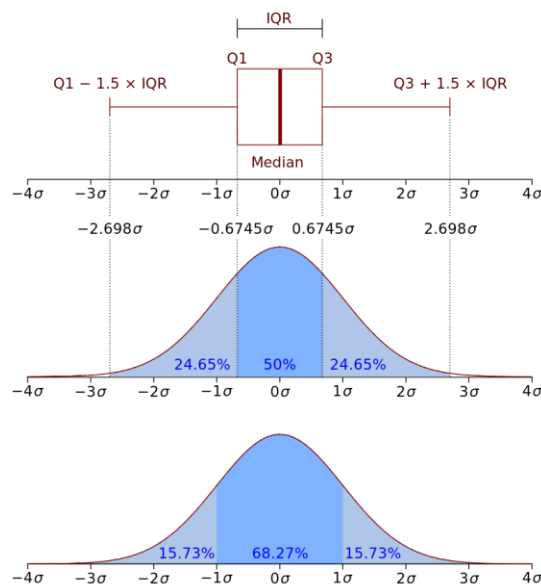 IQR
Q1 Q3
Q1 − 1.5 × IQR Q3 + 1.5 × IQR
Median
−4σ −3σ −2σ −1σ 0σ 1σ 2σ 3σ 4σ
−2.698σ −0.6745σ 0.6745σ 2.698σ
24.65% 50% 24.65%
−4σ −3σ −2σ −1σ 0σ 1σ 2σ 3σ 4σ
15.73% 68.27% 15.73%
−4σ −3σ −2σ −1σ 0σ 1σ 2σ 3σ 4σ